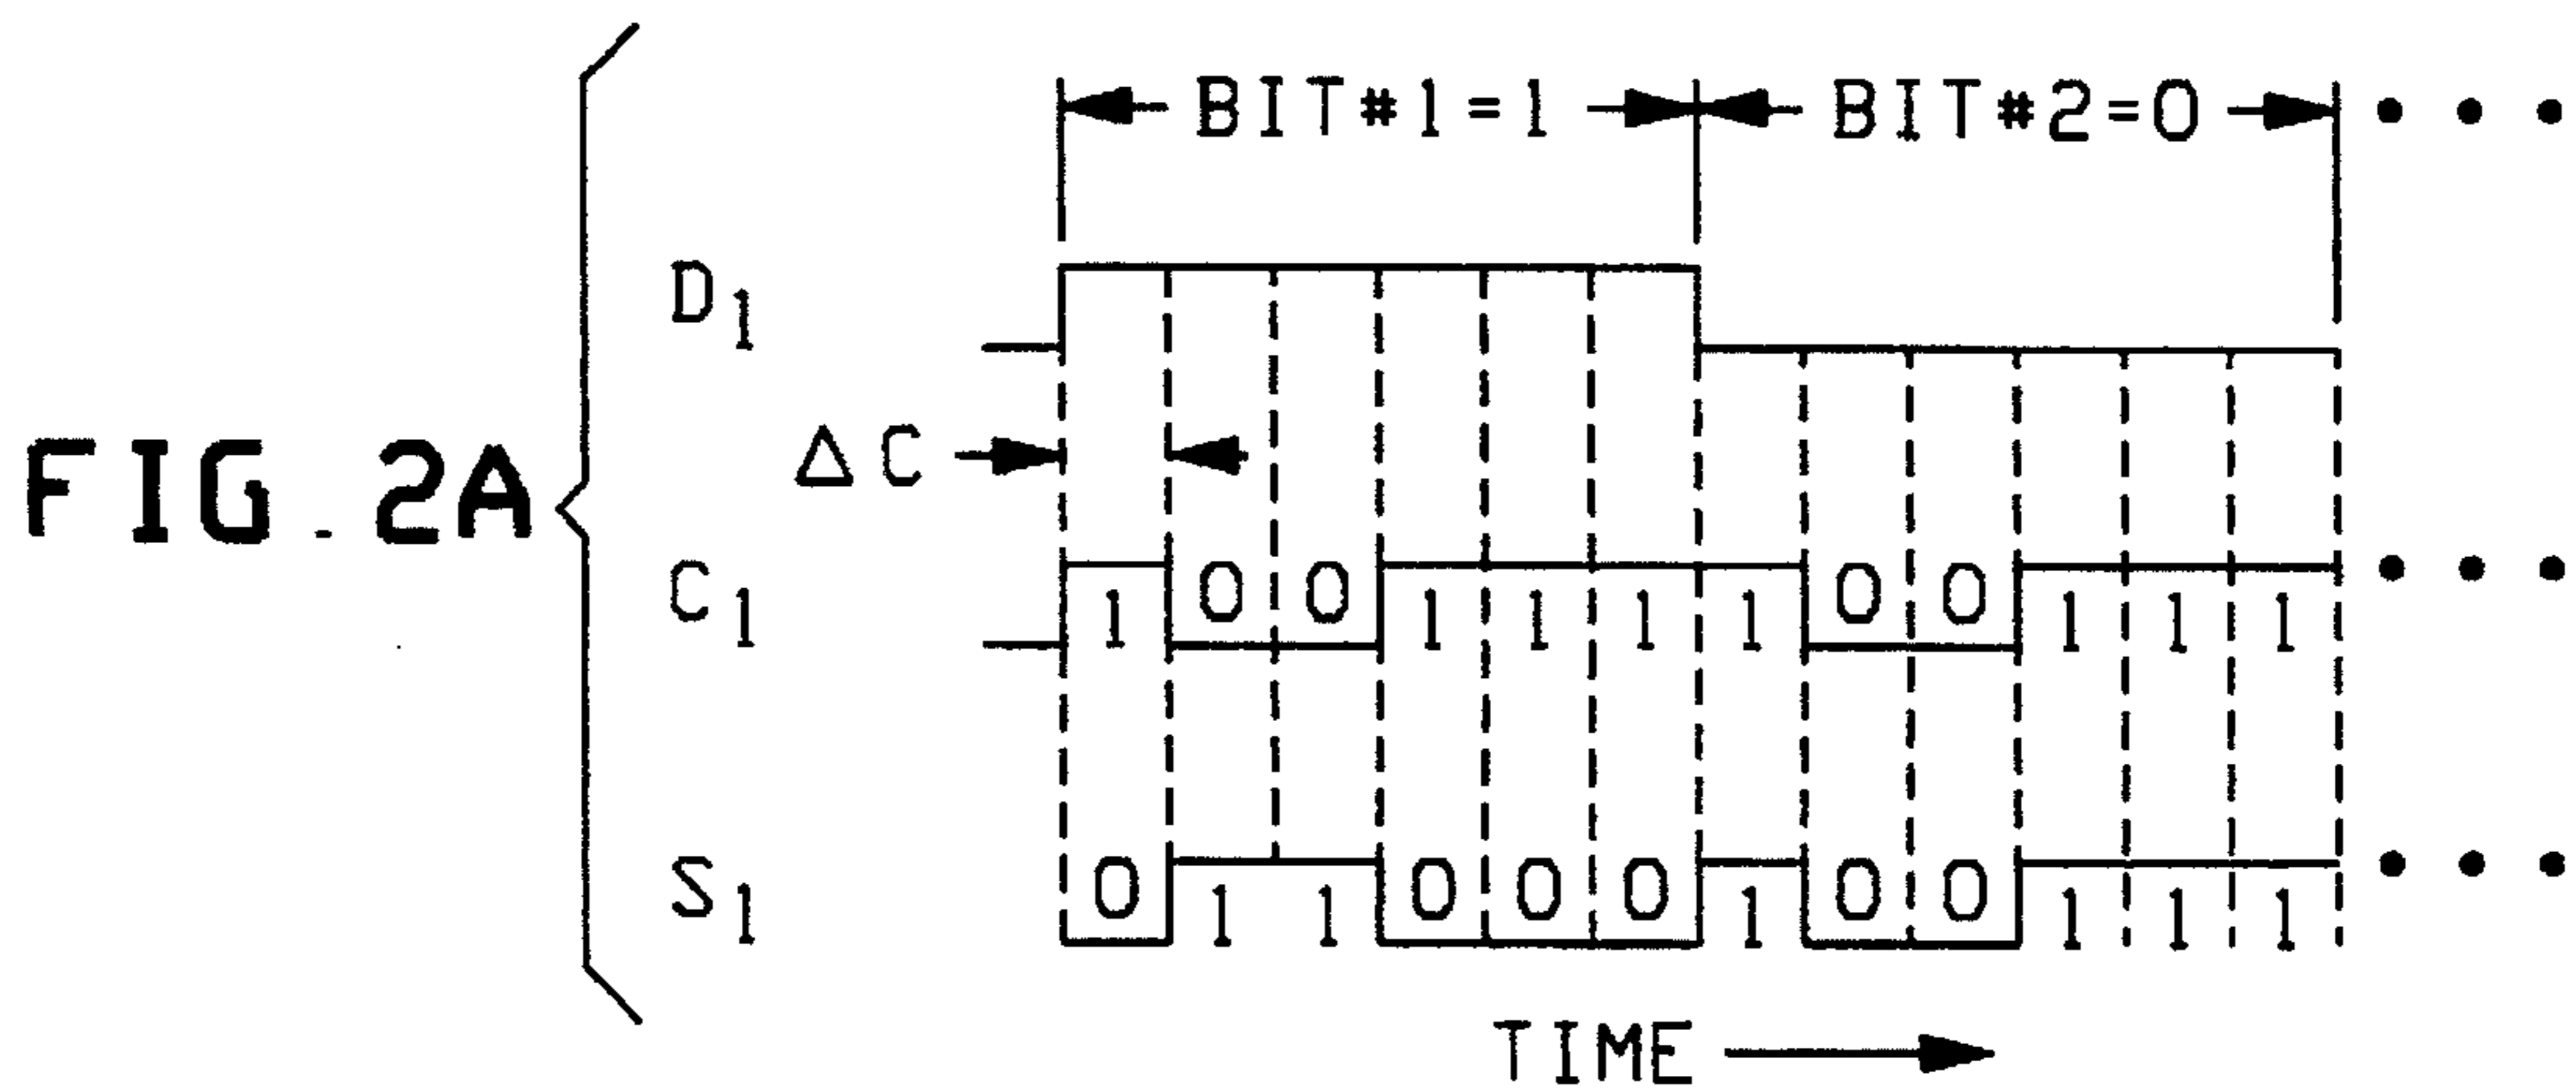 BIT#1=1 BIT#2=0 • • •
D1
FIG. 2A
ΔC
C1 1 0 0 1 1 1 1 0 0 1 1 1 • • •
S1 0 1 1 0 0 0 1 0 0 1 1 1 • • •
TIME